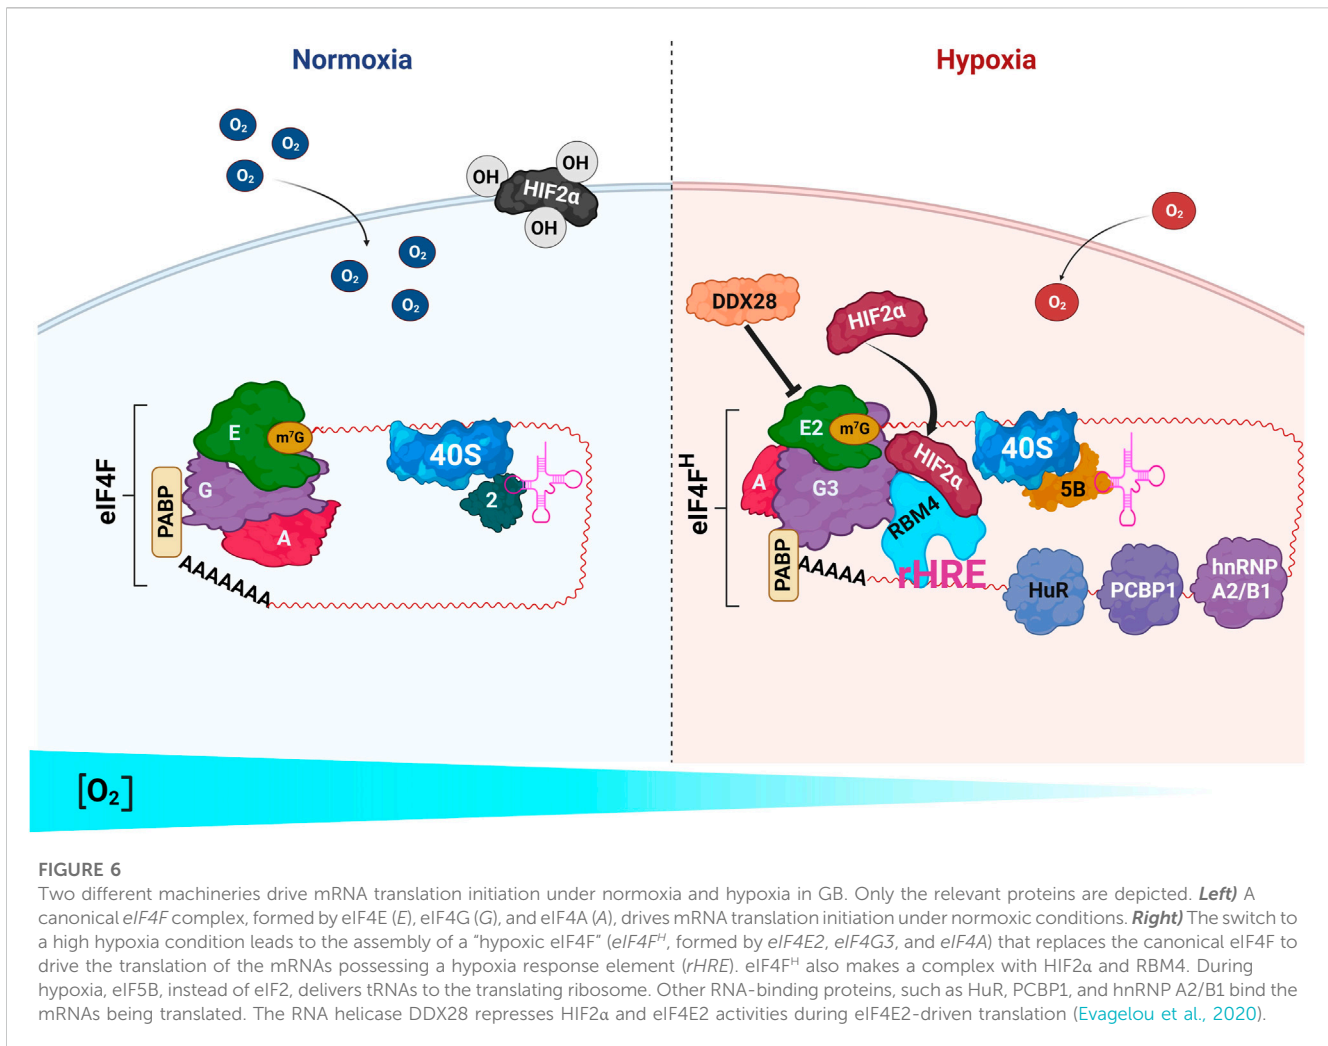 Normoxia
Hypoxia
O₂
O₂
O₂
O₂
O₂
O₂
OH
OH
HIF2α
OH
O₂
O₂
DDX28
HIF2α
eIF4F
E
m⁷G
G
A
PABP
AAAAAAA
40S
2
eIF4Fᴴ
E2
m⁷G
A
G3
HIF2α
RBM4
PABP
AAAAA
rHRE
40S
5B
HuR
PCBP1
hnRNP
A2/B1
[O₂]
FIGURE 6
Two different machineries drive mRNA translation initiation under normoxia and hypoxia in GB. Only the relevant proteins are depicted. Left) A
canonical eIF4F complex, formed by eIF4E (E), eIF4G (G), and eIF4A (A), drives mRNA translation initiation under normoxic conditions. Right) The switch to
a high hypoxia condition leads to the assembly of a “hypoxic eIF4F” (eIF4Fᴴ, formed by eIF4E2, eIF4G3, and eIF4A) that replaces the canonical eIF4F to
drive the translation of the mRNAs possessing a hypoxia response element (rHRE). eIF4Fᴴ also makes a complex with HIF2α and RBM4. During
hypoxia, eIF5B, instead of eIF2, delivers tRNAs to the translating ribosome. Other RNA-binding proteins, such as HuR, PCBP1, and hnRNP A2/B1 bind the
mRNAs being translated. The RNA helicase DDX28 represses HIF2α and eIF4E2 activities during eIF4E2-driven translation (Evagelou et al., 2020).